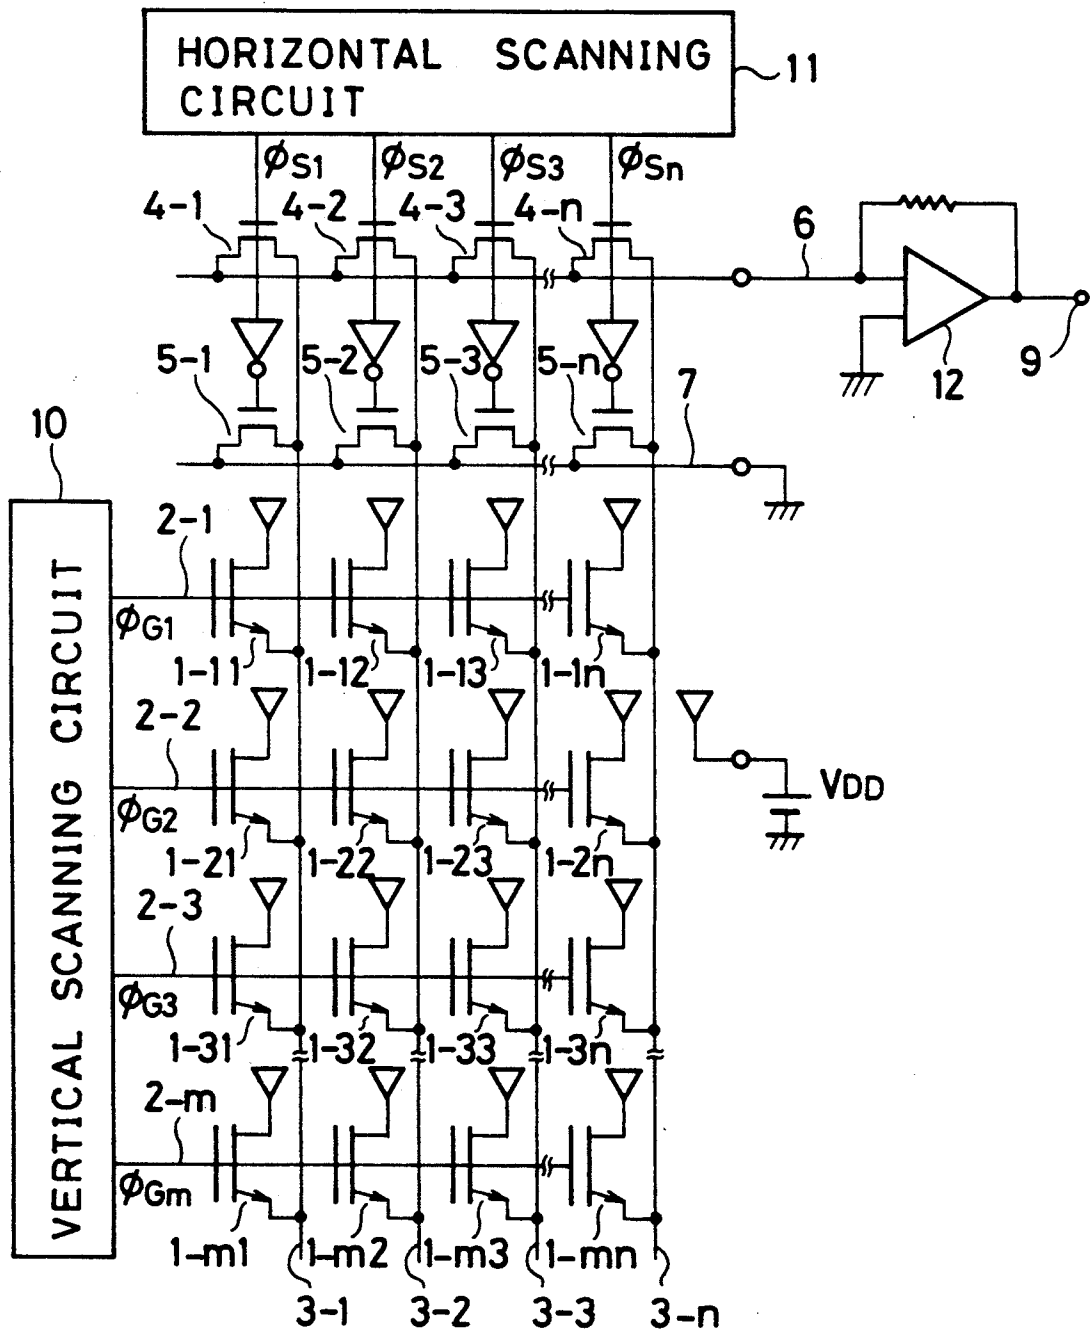 HORIZONTAL SCANNING
CIRCUIT
11
φS1 φS2 φS3 φSn
4-1 4-2 4-3 4-n
6
12
9
5-1 5-2 5-3 5-n
7
10
VERTICAL SCANNING CIRCUIT
2-1
φG1
1-11 1-12 1-13 1-1n
2-2
φG2
VDD
1-21 1-22 1-23 1-2n
2-3
φG3
1-31 1-32 1-33 1-3n
2-m
φGm
1-m1 1-m2 1-m3 1-mn
3-1 3-2 3-3 3-n